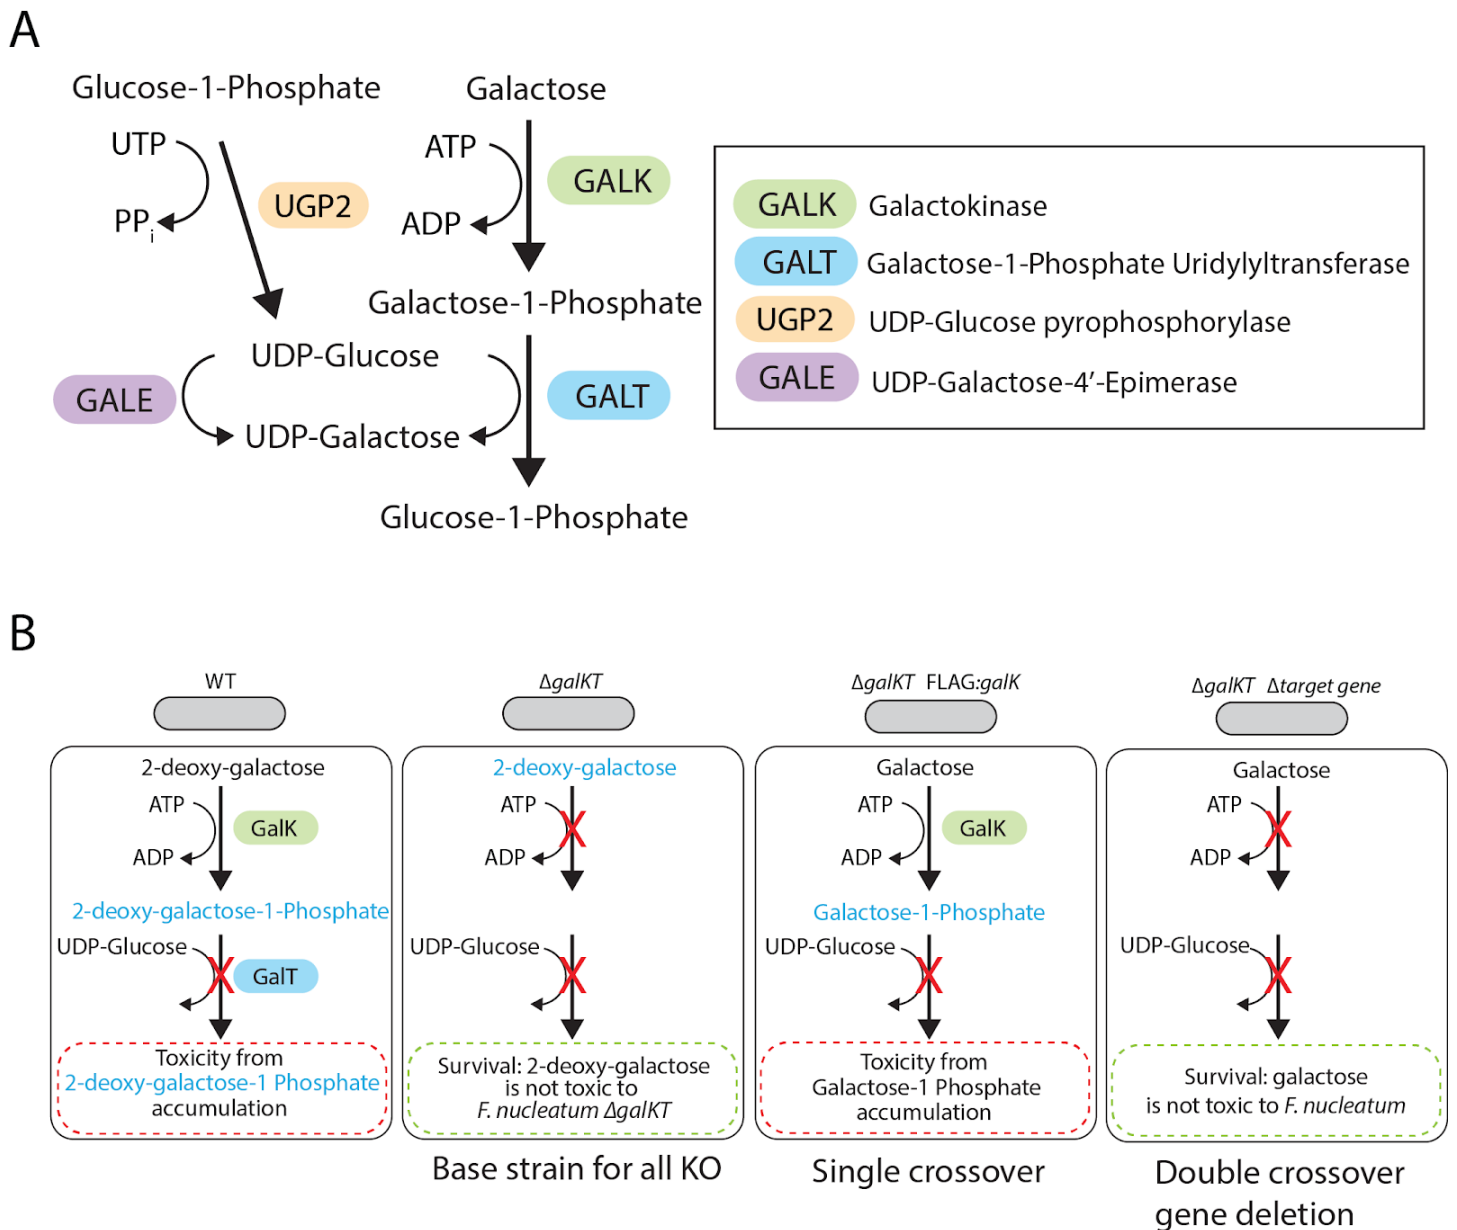 A
Glucose-1-Phosphate
Galactose
UTP
PPi
UGP2
ATP
ADP
GALK
Galactose-1-Phosphate
UDP-Glucose
GALE
GALT
UDP-Galactose
Glucose-1-Phosphate
GALK Galactokinase
GALT Galactose-1-Phosphate Uridylyltransferase
UGP2 UDP-Glucose pyrophosphorylase
GALE UDP-Galactose-4′-Epimerase
B
WT
2-deoxy-galactose
ATP
GalK
ADP
2-deoxy-galactose-1-Phosphate
UDP-Glucose
GalT
Toxicity from
2-deoxy-galactose-1 Phosphate
accumulation
ΔgalKT
2-deoxy-galactose
ATP
ADP
UDP-Glucose
Survival: 2-deoxy-galactose
is not toxic to
F. nucleatum ΔgalKT
Base strain for all KO
ΔgalKT FLAG:galK
Galactose
ATP
GalK
ADP
Galactose-1-Phosphate
UDP-Glucose
Toxicity from
Galactose-1 Phosphate
accumulation
Single crossover
ΔgalKT Δtarget gene
Galactose
ATP
ADP
UDP-Glucose
Survival: galactose
is not toxic to F. nucleatum
Double crossover
gene deletion